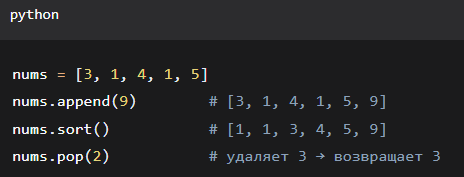 python
nums = [3, 1, 4, 1, 5]
nums.append(9) # [3, 1, 4, 1, 5, 9]
nums.sort() # [1, 1, 3, 4, 5, 9]
nums.pop(2) # удаляет 3 → возвращает 3